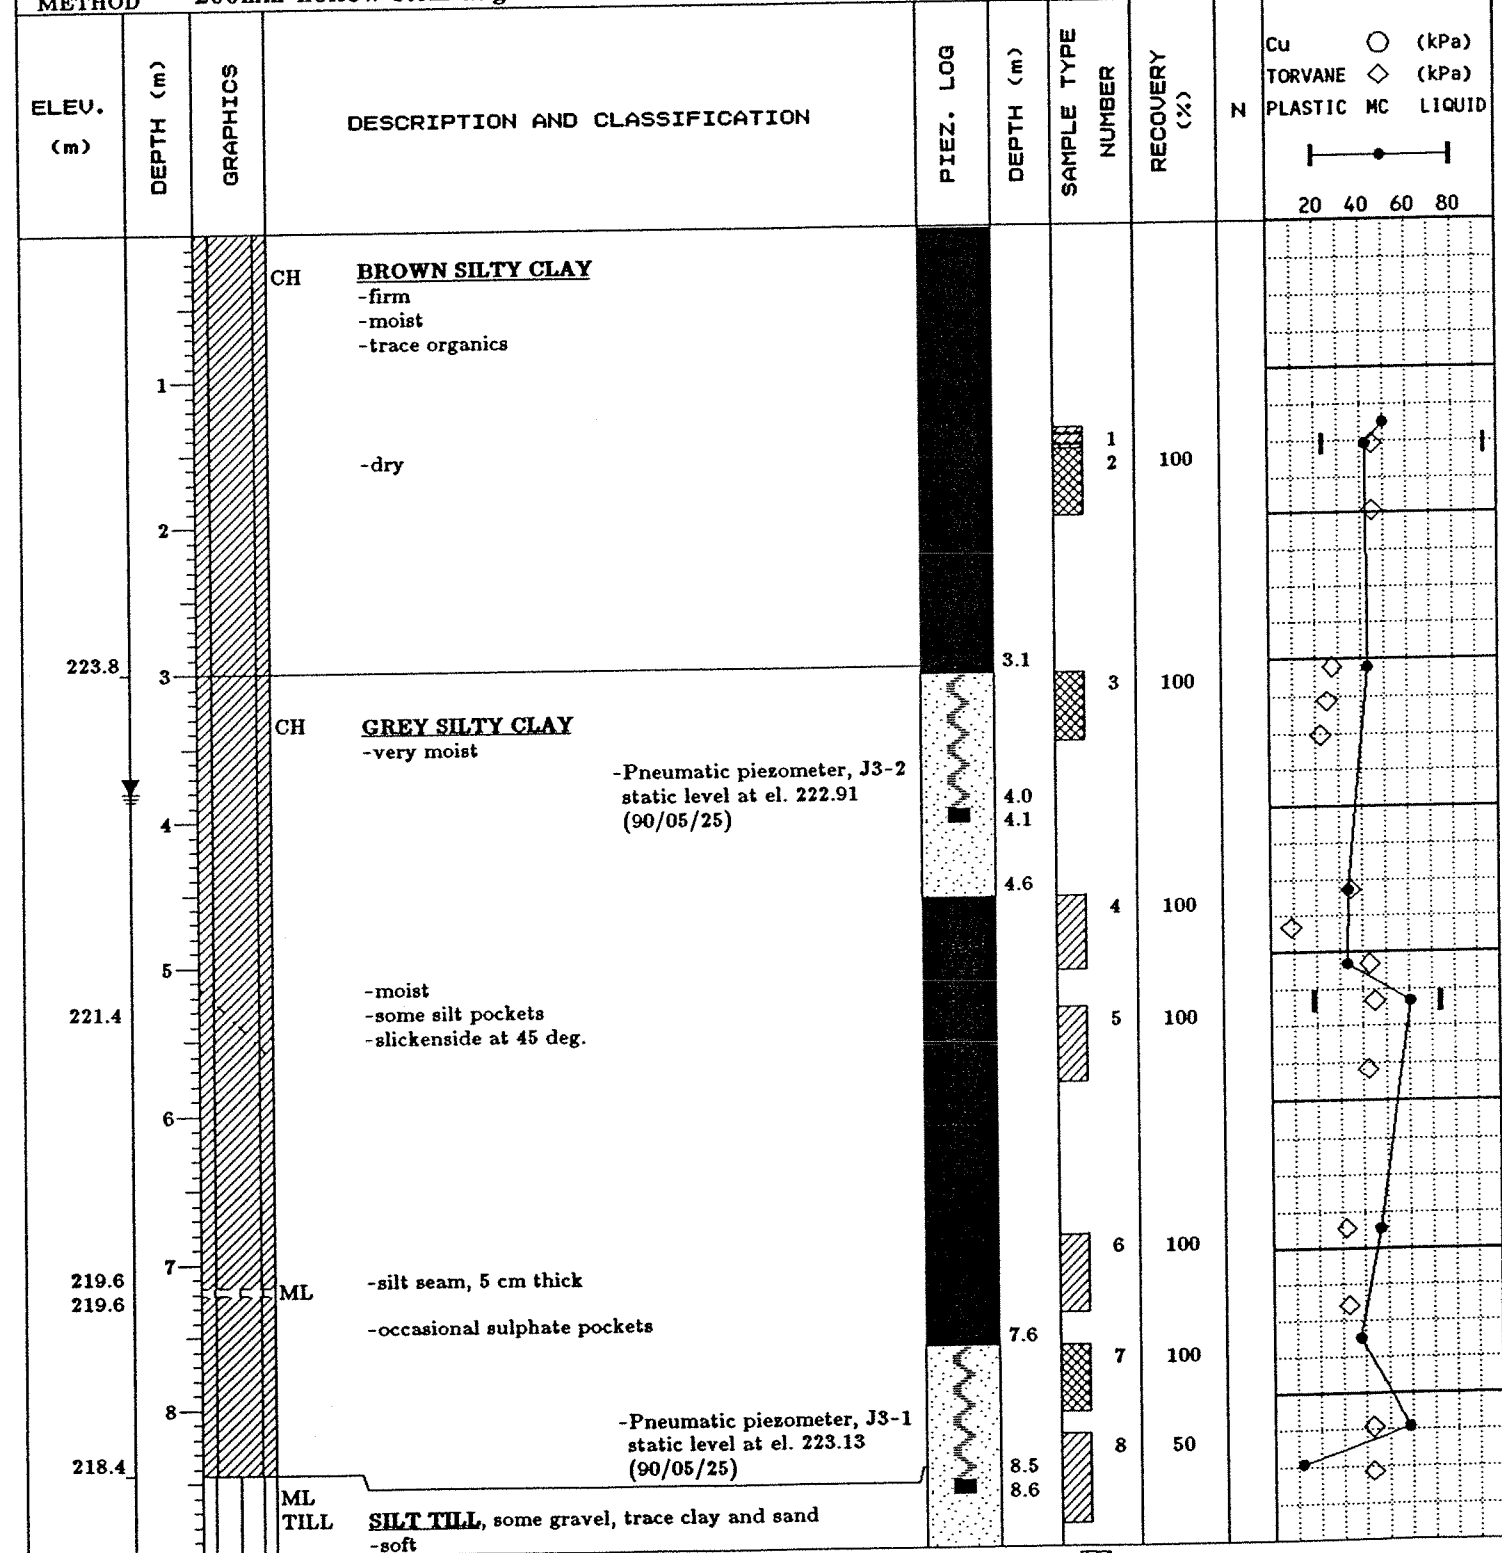 METHOD
ELEV. (m)
DEPTH (m)
GRAPHICS
DESCRIPTION AND CLASSIFICATION
PIEZ. LOG
DEPTH (m)
SAMPLE TYPE
NUMBER
RECOVERY (%)
N
Cu (kPa)
TORVANE (kPa)
PLASTIC MC LIQUID
20 40 60 80
CH BROWN SILTY CLAY
-firm
-moist
-trace organics
1
1
-dry 2 100
2
223.8 3 3.1 3 100
CH GREY SILTY CLAY
-very moist
-Pneumatic piezometer, J3-2
static level at el. 222.91 4.0
4 (90/05/25) 4.1
4.6
4 100
5
-moist
221.4 -some silt pockets 5 100
-slickenside at 45 deg.
6
6 100
7
219.6 -silt seam, 5 cm thick
219.6 ML
-occasional sulphate pockets 7.6
7 100
8
-Pneumatic piezometer, J3-1
static level at el. 223.13 8 50
218.4 (90/05/25) 8.5
8.6
ML
TILL SILT TILL, some gravel, trace clay and sand
-soft